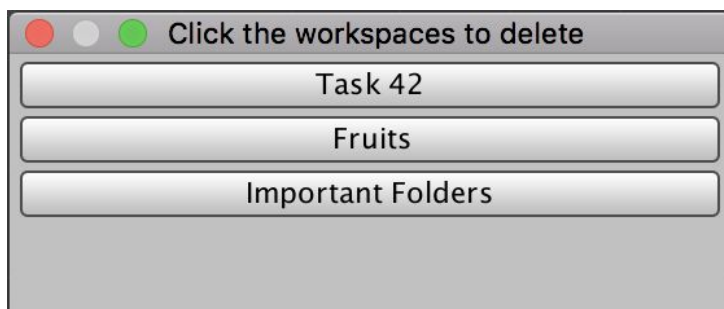 Click the workspaces to delete
Task 42
Fruits
Important Folders